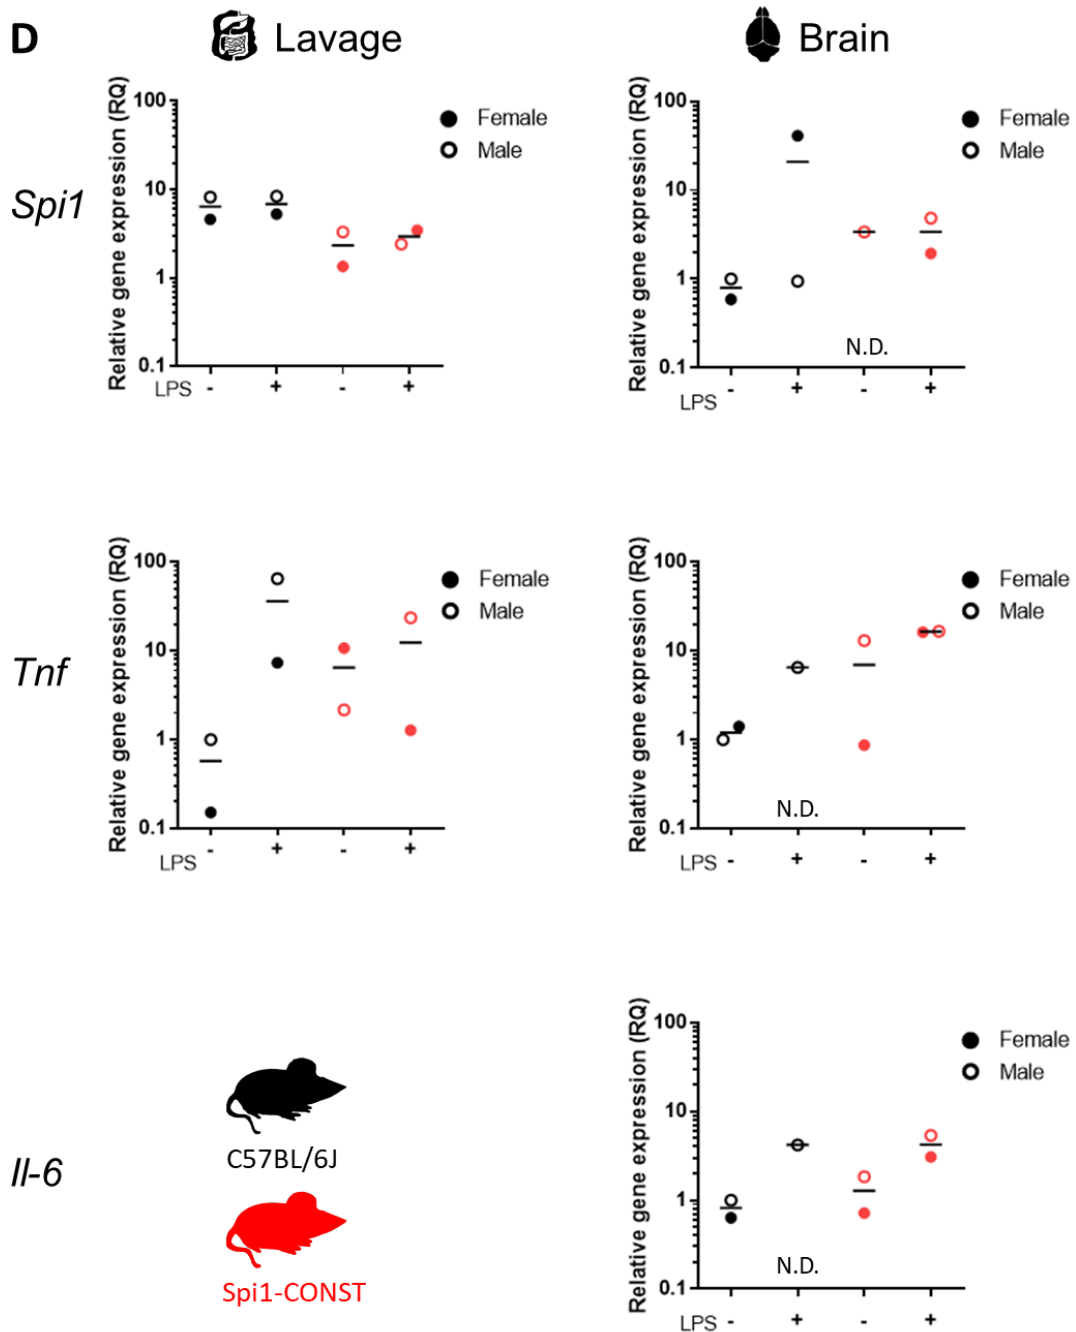 D
Lavage
Brain
Spi1
Relative gene expression (RQ)
100
10
1
0.1
Female
Male
LPS - + - +
Relative gene expression (RQ)
100
10
1
0.1
Female
Male
N.D.
LPS - + - +
Tnf
Relative gene expression (RQ)
100
10
1
0.1
Female
Male
LPS - + - +
Relative gene expression (RQ)
100
10
1
0.1
Female
Male
N.D.
LPS - + - +
Il-6
C57BL/6J
Spi1-CONST
Relative gene expression (RQ)
100
10
1
0.1
Female
Male
N.D.
LPS - + - +